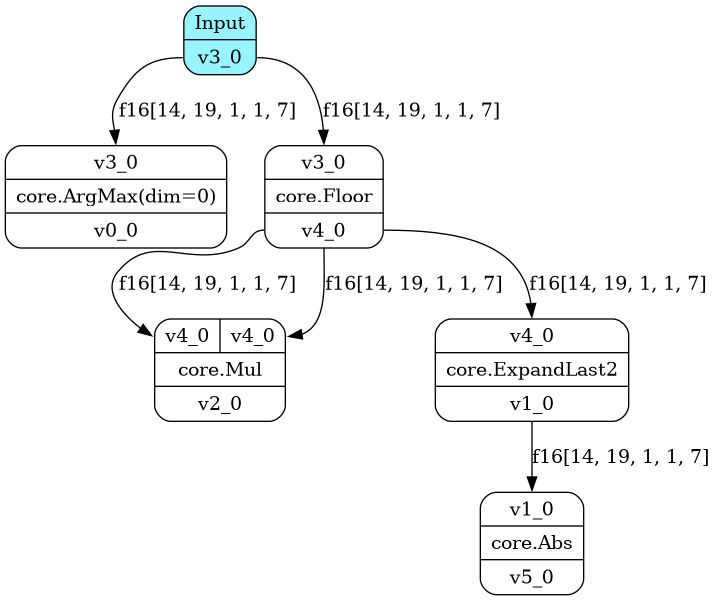 Input
v3_0
f16[14, 19, 1, 1, 7]
f16[14, 19, 1, 1, 7]
v3_0
core.ArgMax(dim=0)
v0_0
v3_0
core.Floor
v4_0
f16[14, 19, 1, 1, 7]
f16[14, 19, 1, 1, 7]
f16[14, 19, 1, 1, 7]
v4_0 v4_0
core.Mul
v2_0
v4_0
core.ExpandLast2
v1_0
f16[14, 19, 1, 1, 7]
v1_0
core.Abs
v5_0